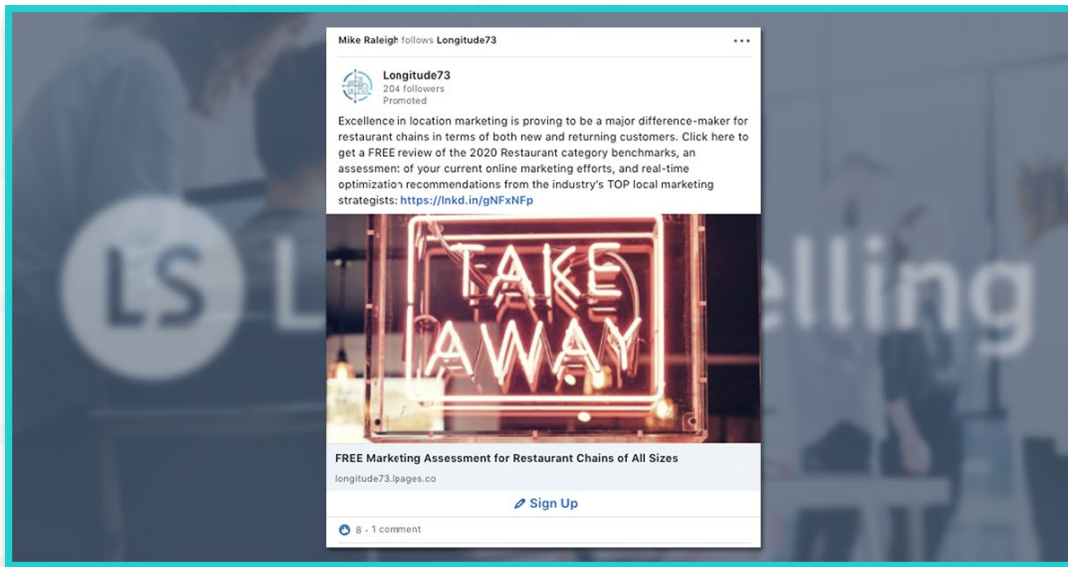 Mike Raleigh follows Longitude73
Longitude73
204 followers
Promoted
Excellence in location marketing is proving to be a major difference-maker for
restaurant chains in terms of both new and returning customers. Click here to
get a FREE review of the 2020 Restaurant category benchmarks, an
assessment of your current online marketing efforts, and real-time
optimization recommendations from the industry's TOP local marketing
strategists: https://lnkd.in/gNFxNFp
LS L elling
TAKE
AWAY
FREE Marketing Assessment for Restaurant Chains of All Sizes
longitude73.lpages.co
Sign Up
8 · 1 comment